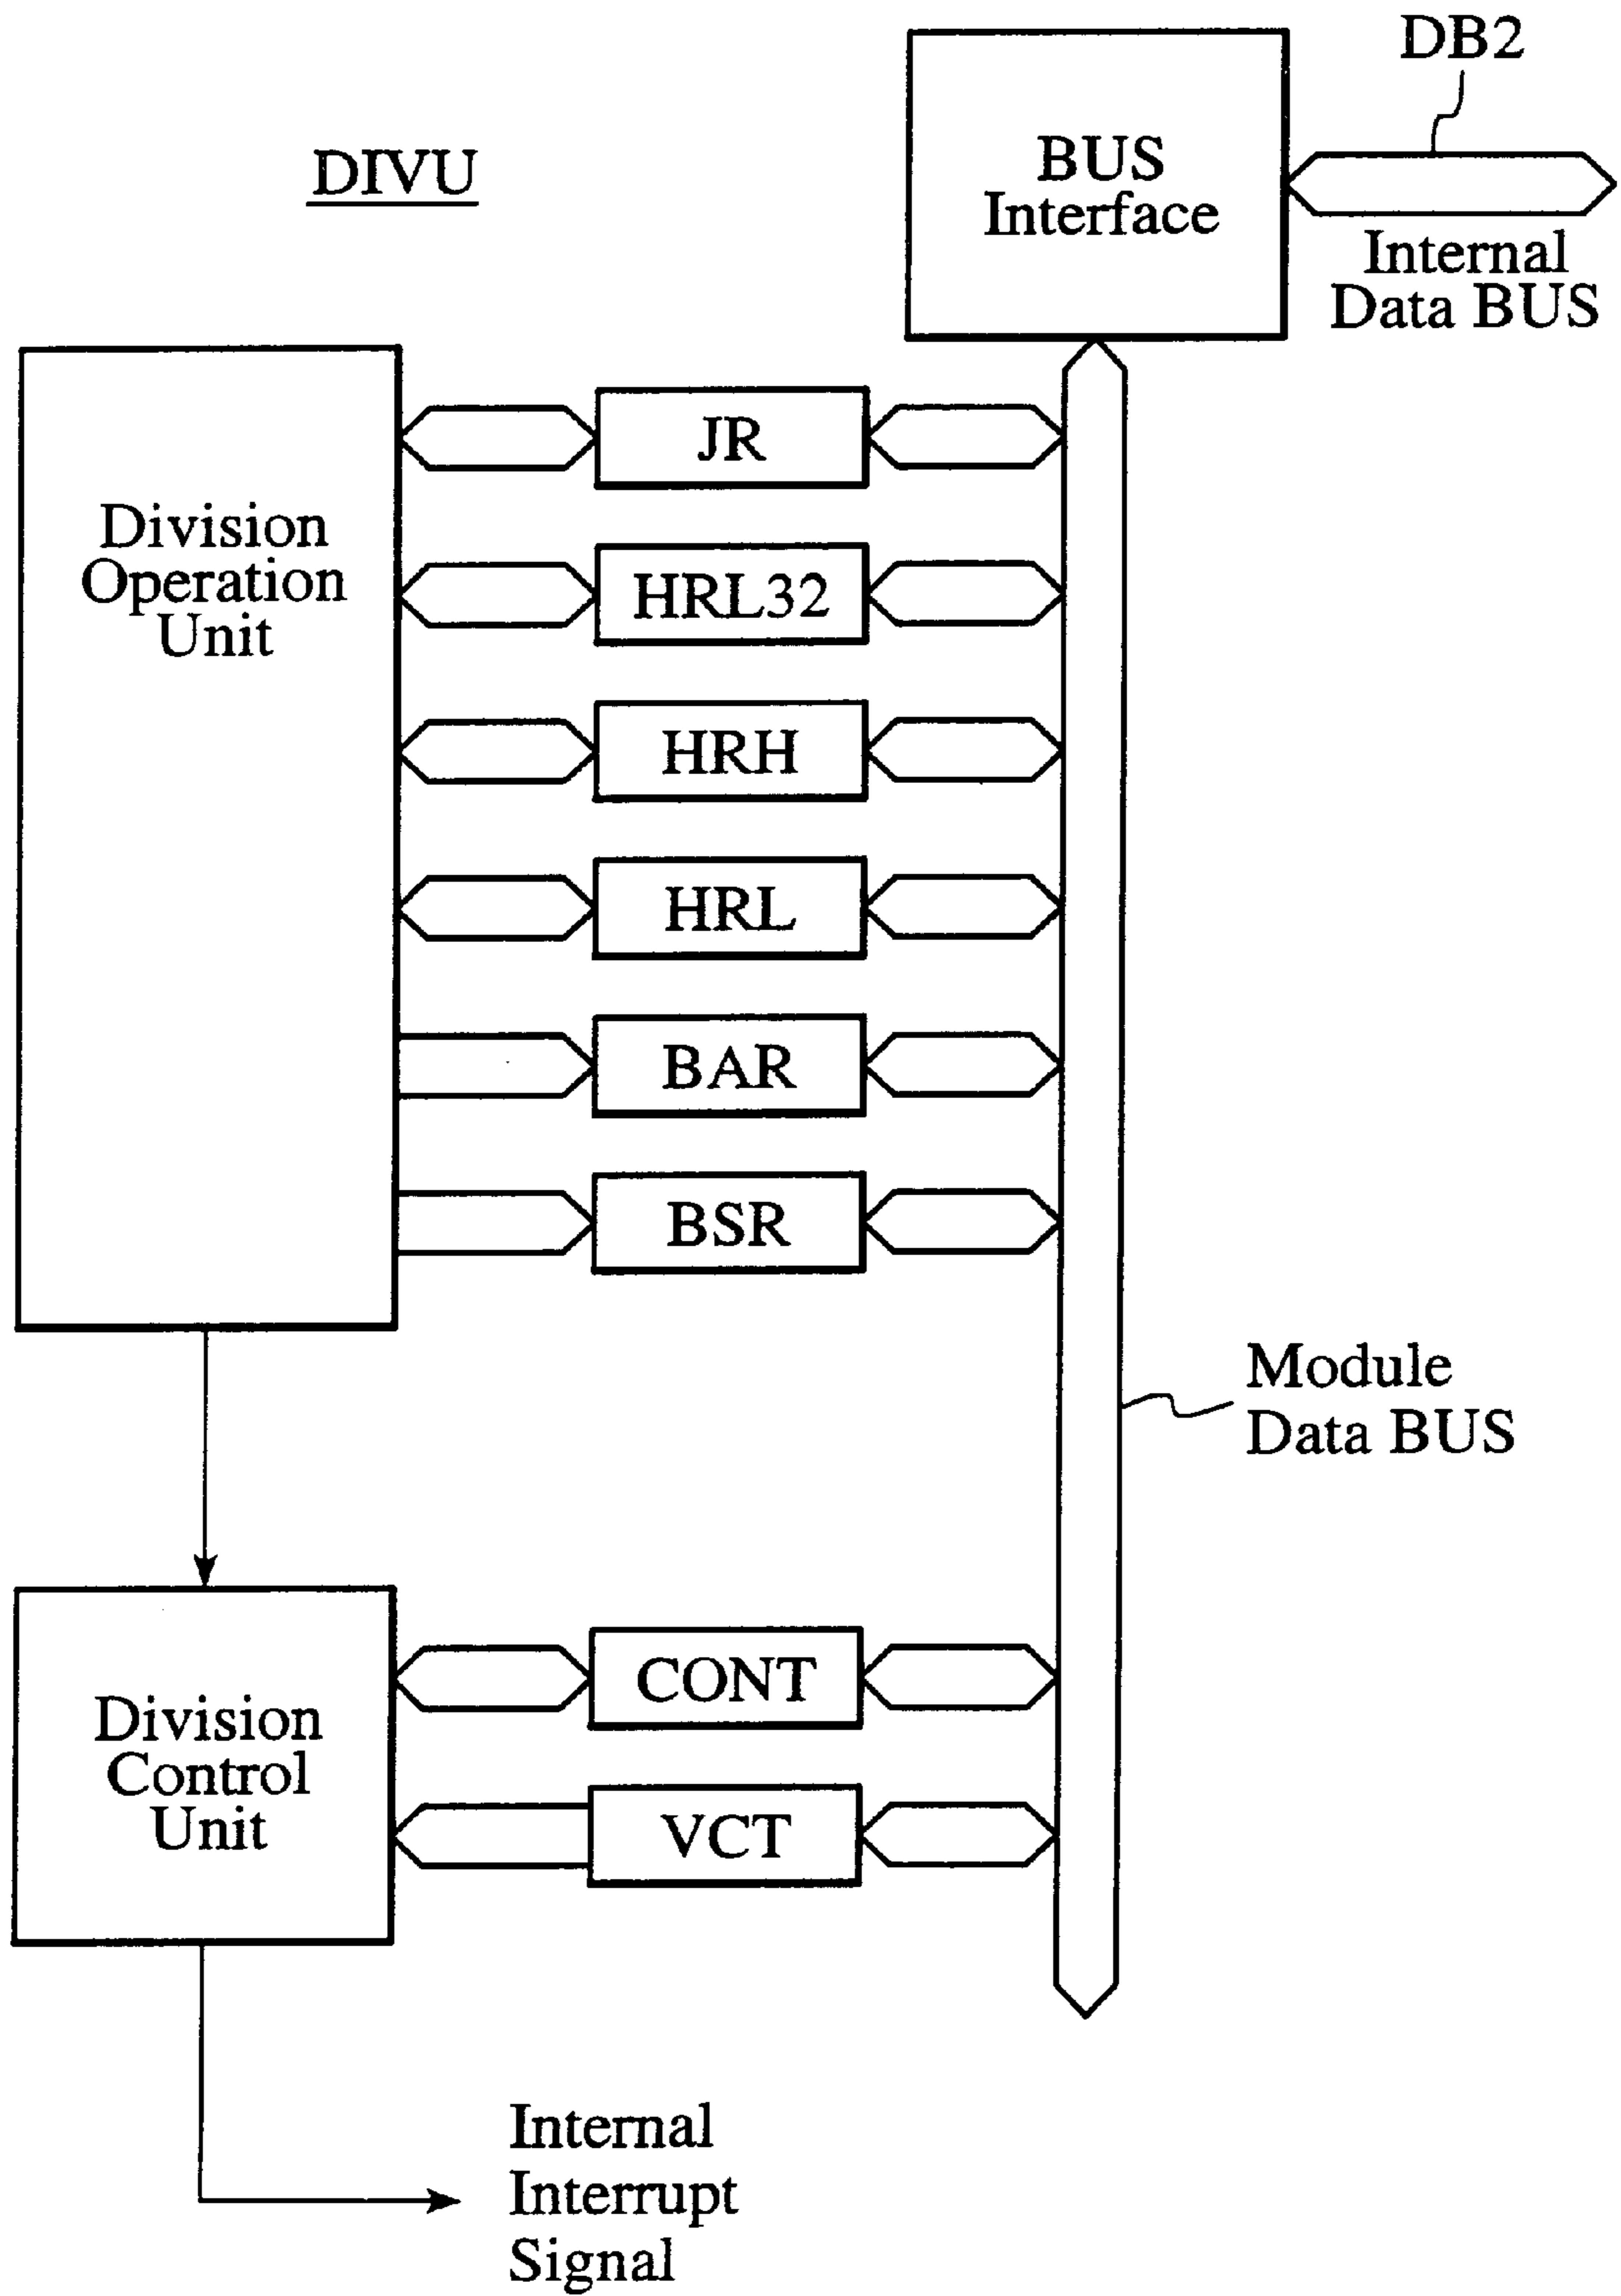 DB2
DIVU
BUS
Interface
Internal
Data BUS
Division
Operation
Unit
JR
HRL32
HRH
HRL
BAR
BSR
Module
Data BUS
Division
Control
Unit
CONT
VCT
Internal
Interrupt
Signal